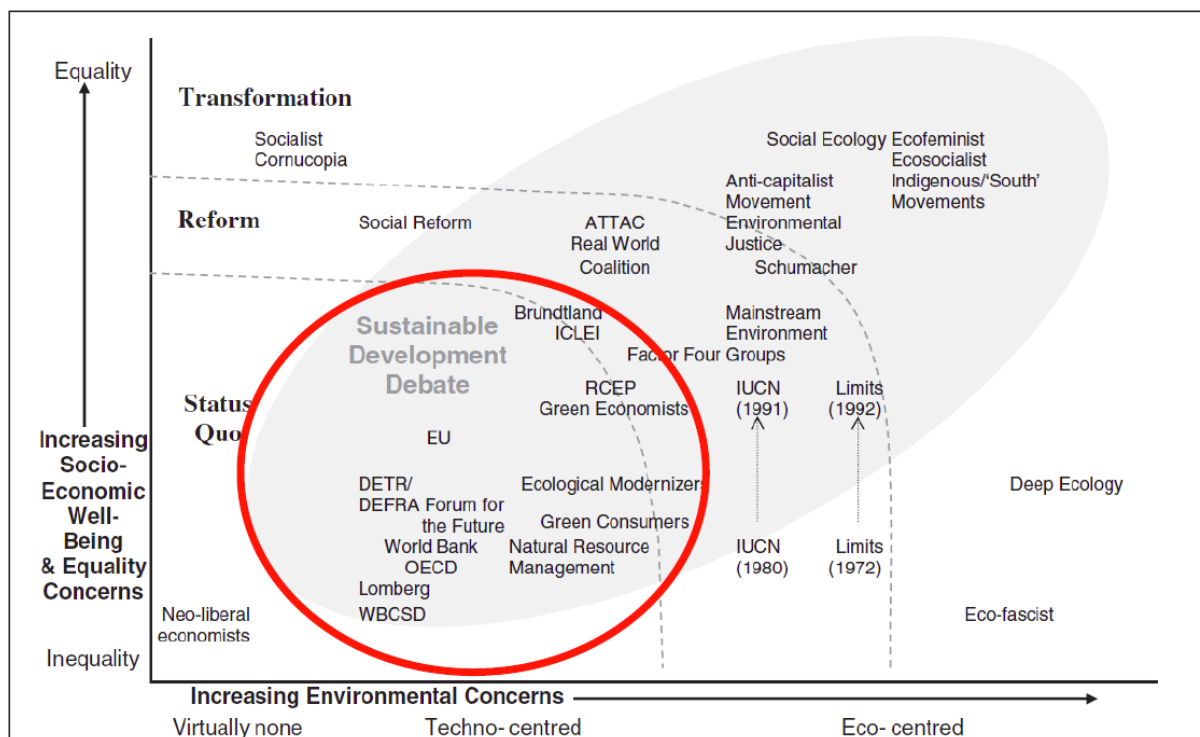 Equality
Transformation
Socialist
Cornucopia
Social Ecology Ecofeminist
Ecosocialist
Indigenous/‘South’
Movements
Anti-capitalist
Movement
Environmental
Justice
Reform
Social Reform
ATTAC
Real World
Coalition
Schumacher
Sustainable
Development
Debate
Brundtland
ICLEI
Mainstream
Environment
Factor Four Groups
Status
Quo
RCEP
Green Economists
IUCN
(1991)
Limits
(1992)
EU
Increasing
Socio-
Economic
Well-
Being
& Equality
Concerns
DETR/
DEFRA Forum for
the Future
Ecological Modernizers
Green Consumers
Deep Ecology
World Bank
OECD
Natural Resource
Management
IUCN
(1980)
Limits
(1972)
Lomberg
WBCSD
Neo-liberal
economists
Eco-fascist
Inequality
Increasing Environmental Concerns
Virtually none
Techno- centred
Eco- centred